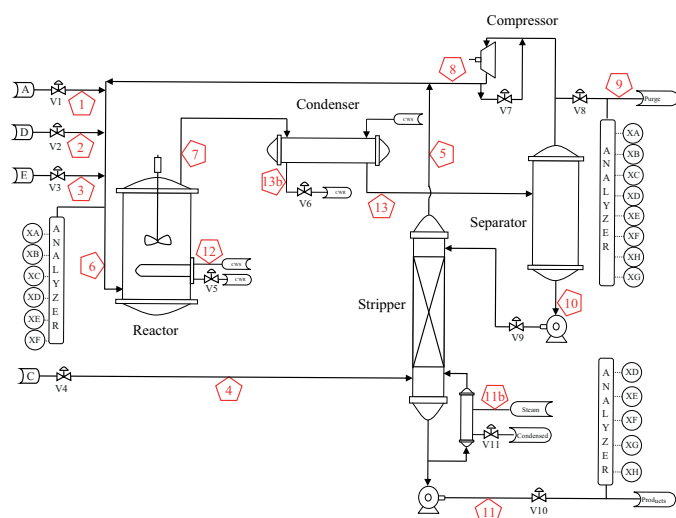 Compressor
A
V1
1
8
V7
V8
9
Purge
Condenser
CWS
D
V2
2
7
5
E
V3
3
13b
V6
CWR
13
Separator
ANALYZER
XA
XB
XC
XD
XE
XF
XH
XG
ANALYZER
XA
XB
XC
XD
XE
XF
6
12
CWS
V5
CWR
Reactor
Stripper
10
V9
C
V4
4
11b
Steam
V11
Condensed
ANALYZER
XD
XE
XF
XG
XH
11
V10
Products